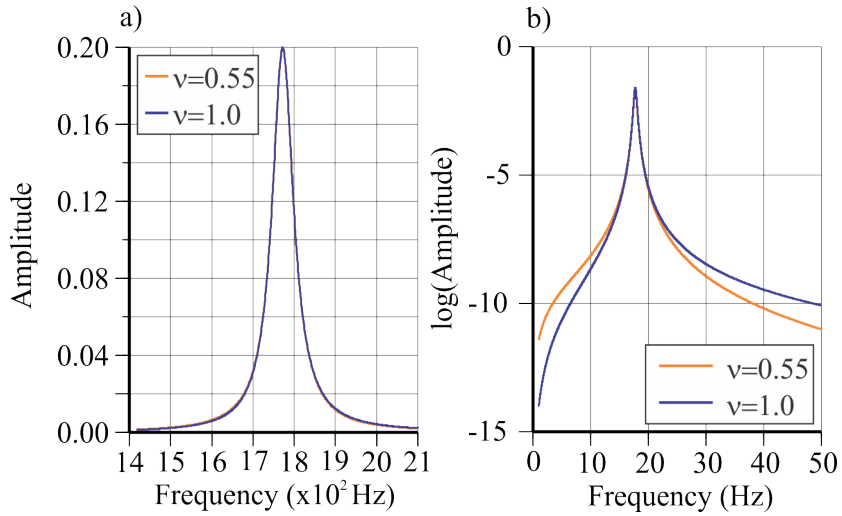 a)
0.20
0.16
0.12
0.08
0.04
0.00
Amplitude
ν=0.55
ν=1.0
14 15 16 17 18 19 20 21
Frequency (x10² Hz)
b)
0
-5
-10
-15
log(Amplitude)
ν=0.55
ν=1.0
0 10 20 30 40 50
Frequency (Hz)